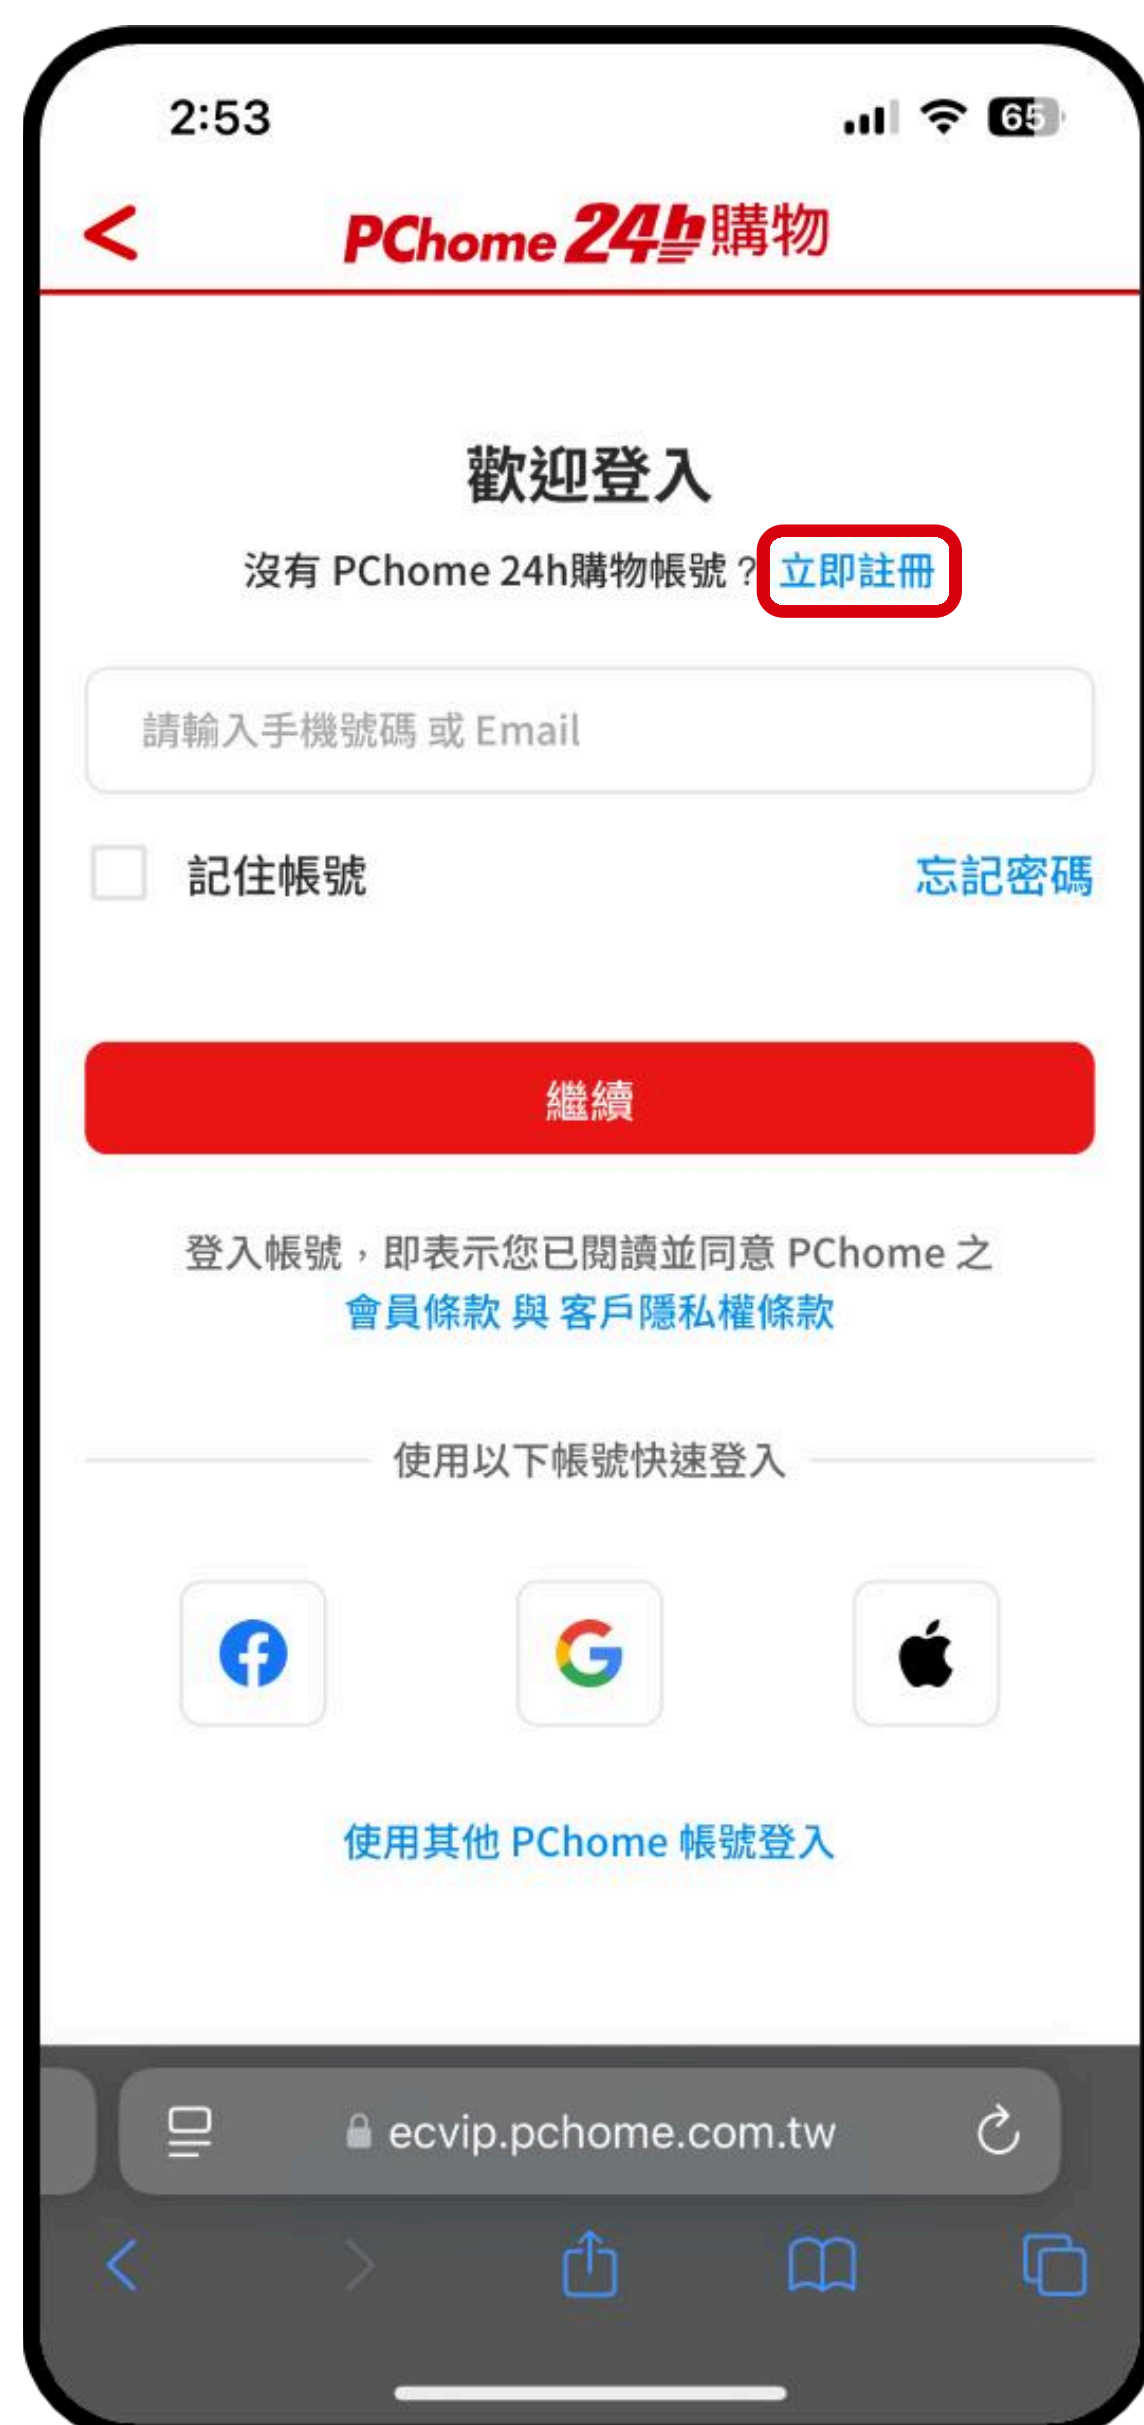 2:53
65
PChome 24h購物
歡迎登入
沒有 PChome 24h購物帳號？ 立即註冊
請輸入手機號碼 或 Email
記住帳號 忘記密碼
繼續
登入帳號，即表示您已閱讀並同意 PChome 之
會員條款 與 客戶隱私權條款
使用以下帳號快速登入
使用其他 PChome 帳號登入
ecvip.pchome.com.tw